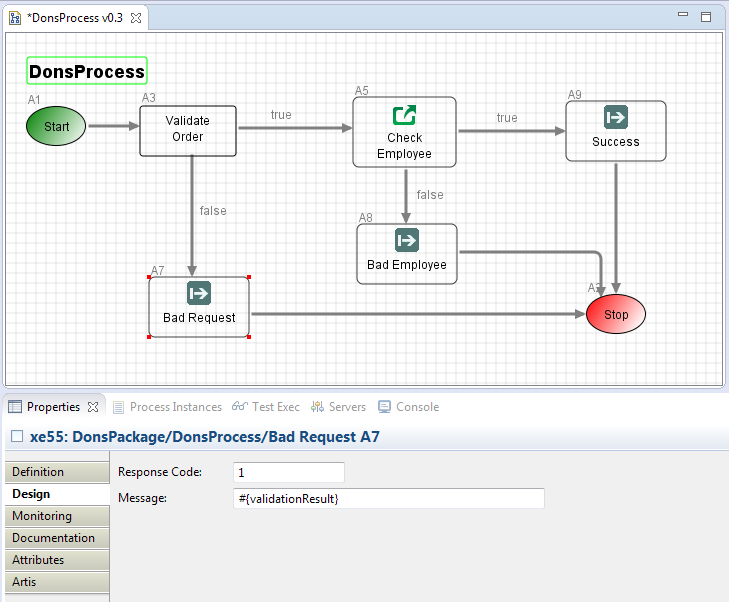 *DonsProcess v0.3
DonsProcess
A1
Start
A3
Validate
Order
true
A5
Check
Employee
true
A9
Success
false
false
A8
Bad Employee
A7
Bad Request
Stop
Properties
Process Instances
Test Exec
Servers
Console
xe55: DonsPackage/DonsProcess/Bad Request A7
Definition
Design
Monitoring
Documentation
Attributes
Artis
Response Code:
1
Message:
#{validationResult}